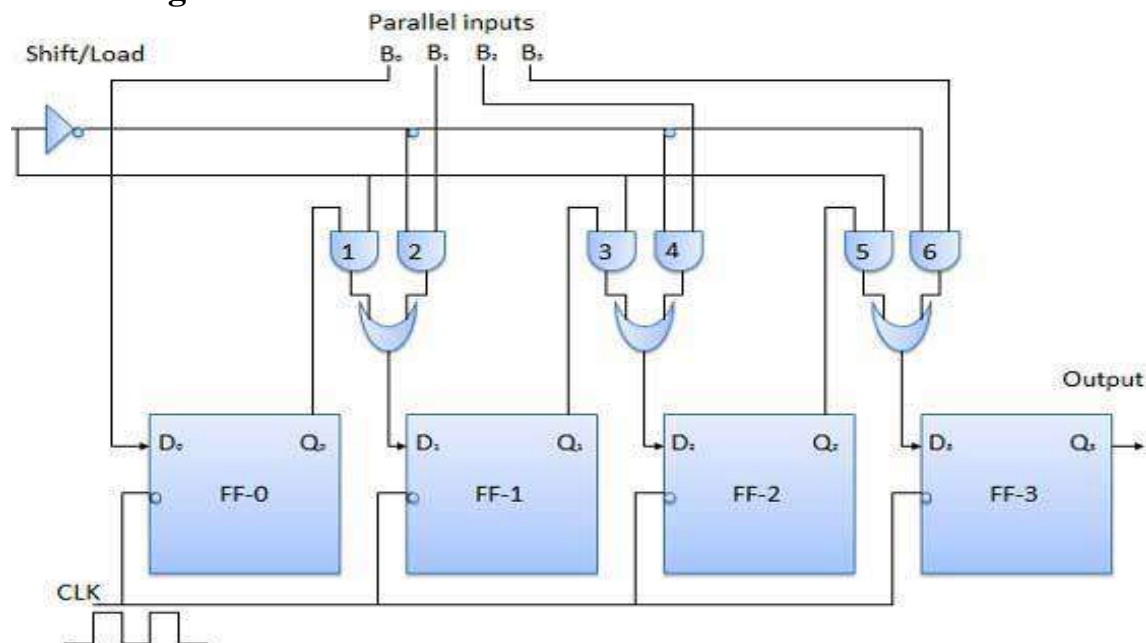 Parallel inputs
Shift/Load
B₀ B₁ B₂ B₃
1 2 3 4 5 6
Output
D₀ Q₀ D₁ Q₁ D₂ Q₂ D₃ Q₃
FF-0 FF-1 FF-2 FF-3
CLK